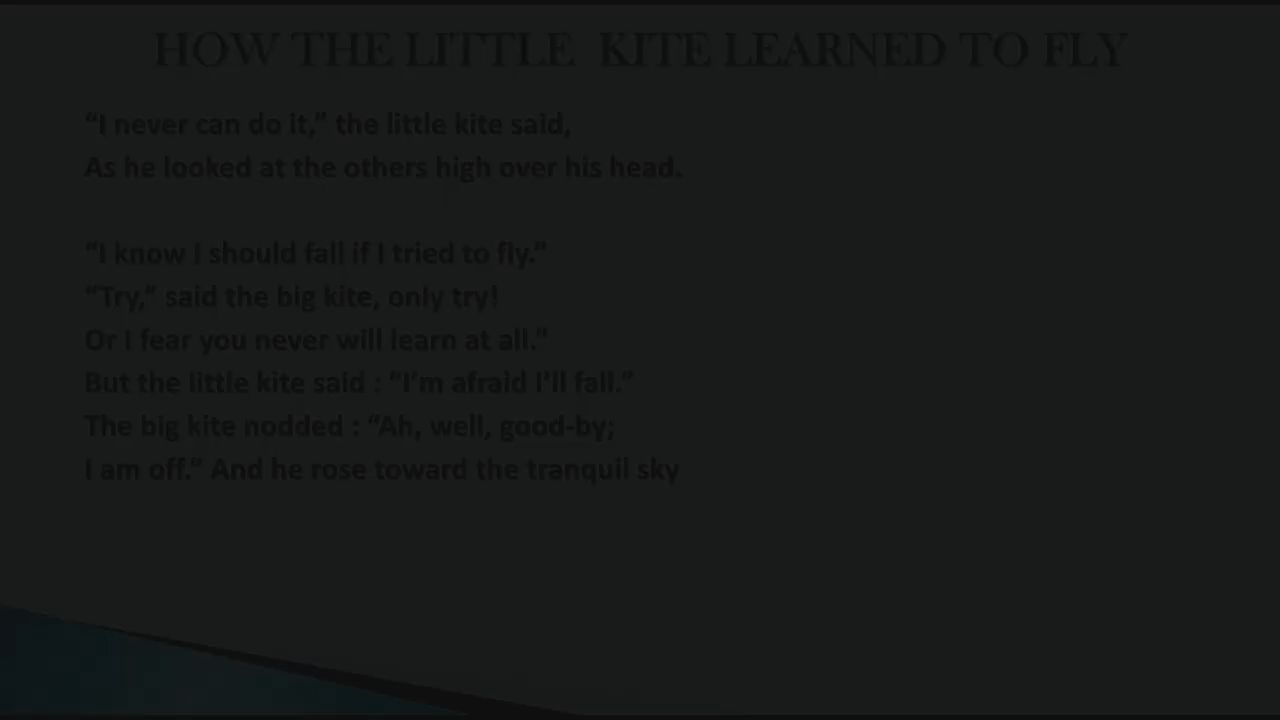 HOW THE LITTLE KITE LEARNED TO FLY
“I never can do it,” the little kite said,
As he looked at the others high over his head.
“I know I should fall if I tried to fly.”
“Try,” said the big kite, only try!
Or I fear you never will learn at all.”
But the little kite said : “I’m afraid I’ll fall.”
The big kite nodded : “Ah, well, good-by;
I am off.” And he rose toward the tranquil sky